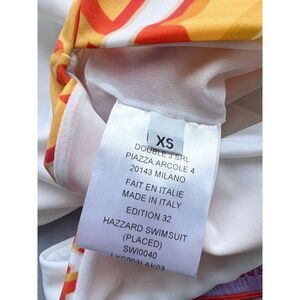 XS
DOUBLE J SRL
PIAZZA ARCOLE 4
20143 MILANO
FAIT EN ITALIE
MADE IN ITALY
EDITION 32
HAZZARD SWIMSUIT
(PLACED)
SWI0040